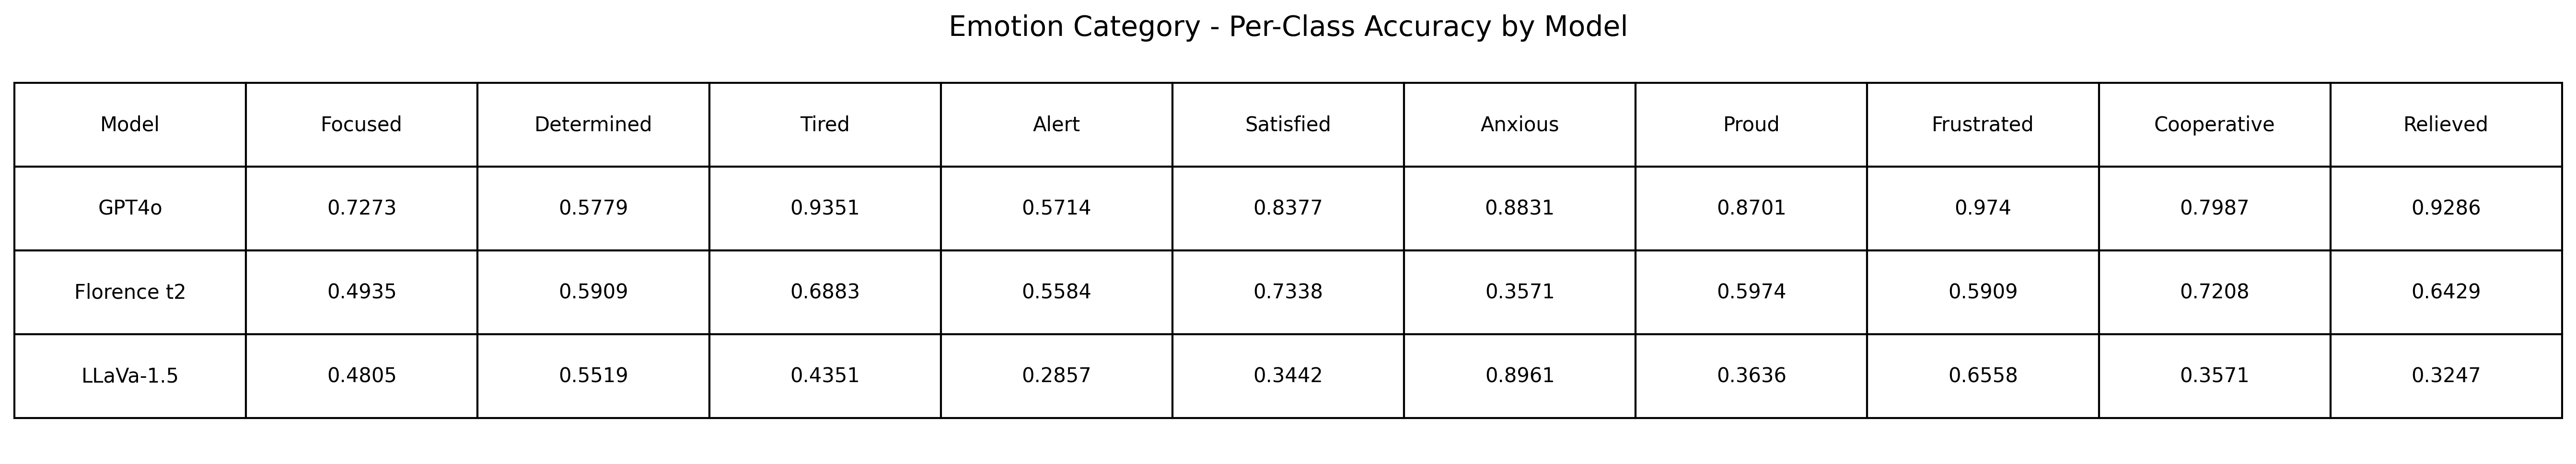 Emotion Category - Per-Class Accuracy by Model
Model Focused Determined Tired Alert Satisfied Anxious Proud Frustrated Cooperative Relieved
GPT4o 0.7273 0.5779 0.9351 0.5714 0.8377 0.8831 0.8701 0.974 0.7987 0.9286
Florence t2 0.4935 0.5909 0.6883 0.5584 0.7338 0.3571 0.5974 0.5909 0.7208 0.6429
LLaVa-1.5 0.4805 0.5519 0.4351 0.2857 0.3442 0.8961 0.3636 0.6558 0.3571 0.3247